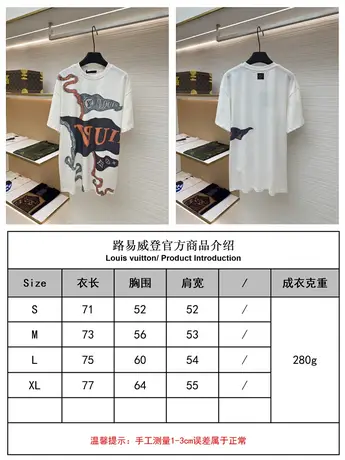 VUI
路易威登官方商品介绍
Louis vuitton/ Product Introduction
Size 衣长 胸围 肩宽 / 成衣克重
S 71 52 52 /
M 73 56 53 /
L 75 60 54 / 280g
XL 77 64 55 /
温馨提示：手工测量1-3cm误差属于正常